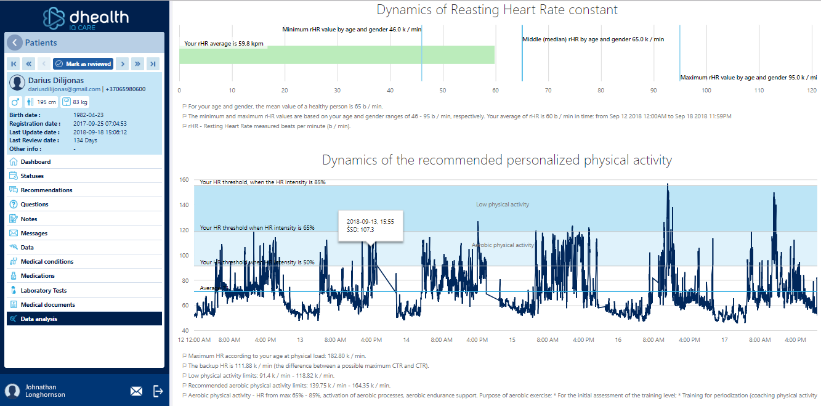 dhealth
IQ CARE
Patients
Mark as reviewed
Darius Dilijonas
dariusdilijonas@gmail.com | +37065980600
191 cm
83 kg
Birth date : 1982-04-23
Registration date : 2017-09-25 07:04:53
Last Update date : 2018-09-18 18:06:12
Last Review date : 134 Days
Other info : -
Dashboard
Statuses
Recommendations
Questions
Notes
Messages
Data
Medical conditions
Medications
Laboratory Tests
Medical documents
Data analysis
Johnathan
Longhornson
Dynamics of Reasting Heart Rate constant
Minimum rHR value by age and gender 46.0 k /
Middle (median) rHR by age and gender 65.0 k /
Your rHR average is 59.8 kpm
Maximum rHR value by age and gender 95.0 k / mi
0 10 20 30 40 50 60 70 80 90 100 110 120
For your age and gender, the mean value of a healthy person is 65 b / min.
The minimum and maximum rHR values are based on your age and gender ranges of 46 - 95 b / min, respectively. Your average of rHR is 60 b / min in time: from Sep 12 2018 12:00AM to Sep 18 2018 11:59PM
rHR - Resting Heart Rate measured beats per minute (b / min).
Dynamics of the recommended personalized physical activity
160
Your HR threshold, when the HR intensity is 85%
140
Low physical activity
2018-09-13, 15:55
SSD: 107.3
120
Your HR threshold when HR intensity is 65%
Aerobic physical activity
100
Your HR threshold when HR intensity is 50%
80
Average
60
40
12 12:00 AM 8:00 AM 4:00 PM 13 8:00 AM 4:00 PM 14 8:00 AM 4:00 PM 15 8:00 AM 4:00 PM 16 8:00 AM 4:00 PM 17 8:00 AM 4:00 PM
Maximum HR according to your age at physical load: 182.80 k / min.
The backup HR is 111.88 k / min (the difference between a possible maximum CTR and CTR).
Low physical activity limits: 91.4 k / min - 118.82 k / min.
Recommended aerobic physical activity limits: 139.75 k / min - 164.35 k / min.
Aerobic physical activity - HR from max 65% - 85%, activation of aerobic processes, aerobic endurance support. Purpose of aerobic exercise: * For the initial assessment of the training level; * Training for periodization (coaching physical activity